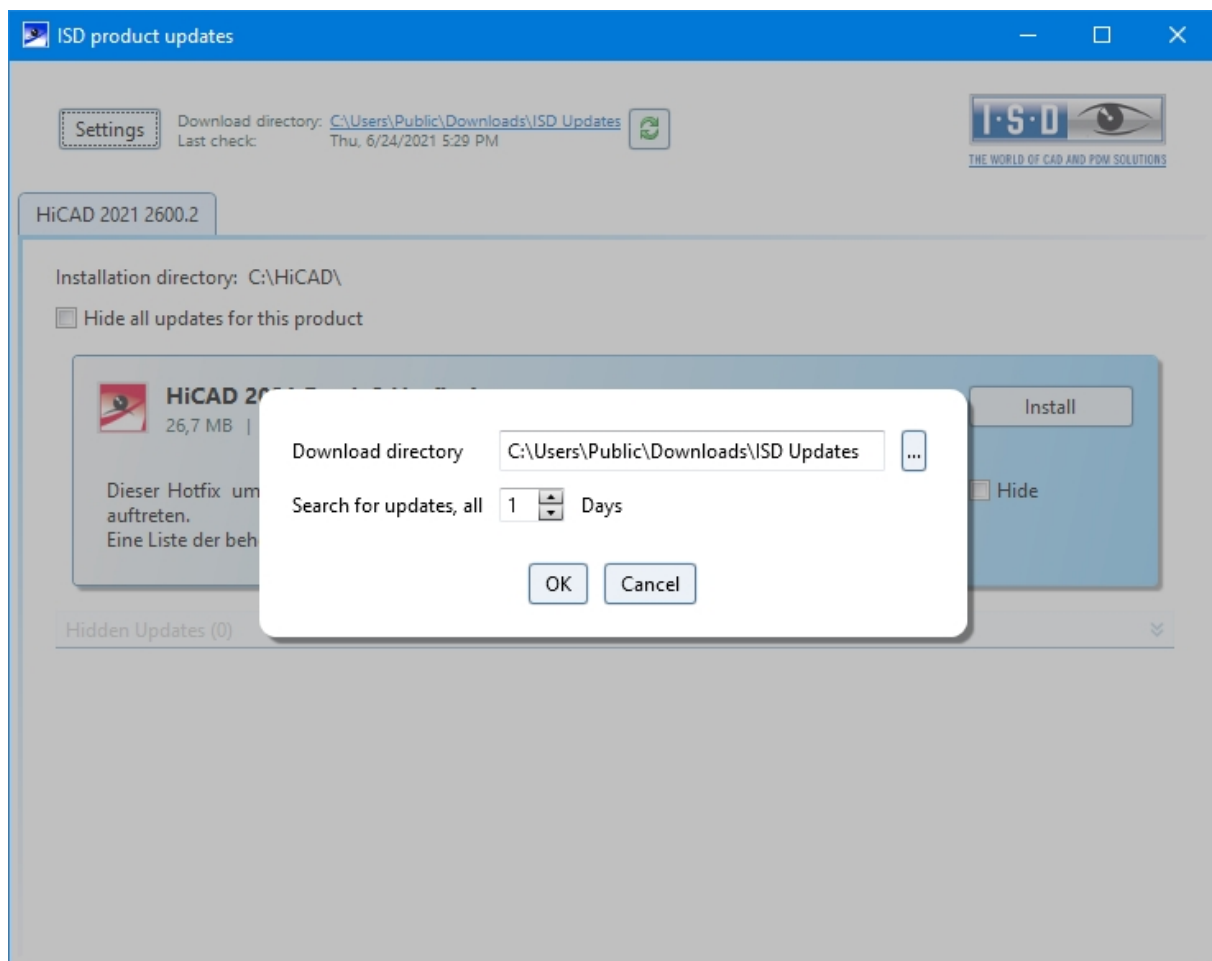 ISD product updates
Settings
Download directory: C:\Users\Public\Downloads\ISD Updates
Last check: Thu, 6/24/2021 5:29 PM
I·S·D
THE WORLD OF CAD AND PDM SOLUTIONS
HiCAD 2021 2600.2
Installation directory: C:\HiCAD\
Hide all updates for this product
HiCAD
26,7 MB |
Install
Dieser Hotfix
auftreten.
Eine Liste der
Hide
Download directory C:\Users\Public\Downloads\ISD Updates ...
Search for updates, all 1 Days
OK Cancel
Hidden Updates (0)